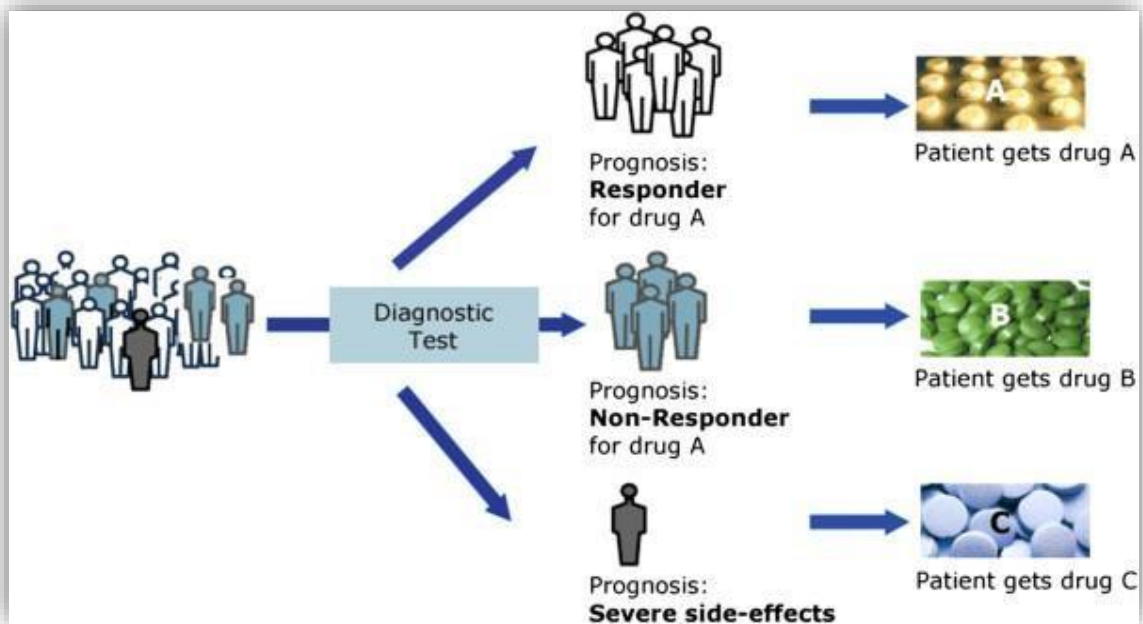 A
Patient gets drug A
Prognosis:
Responder
for drug A
Diagnostic
Test
B
Patient gets drug B
Prognosis:
Non-Responder
for drug A
C
Patient gets drug C
Prognosis:
Severe side-effects